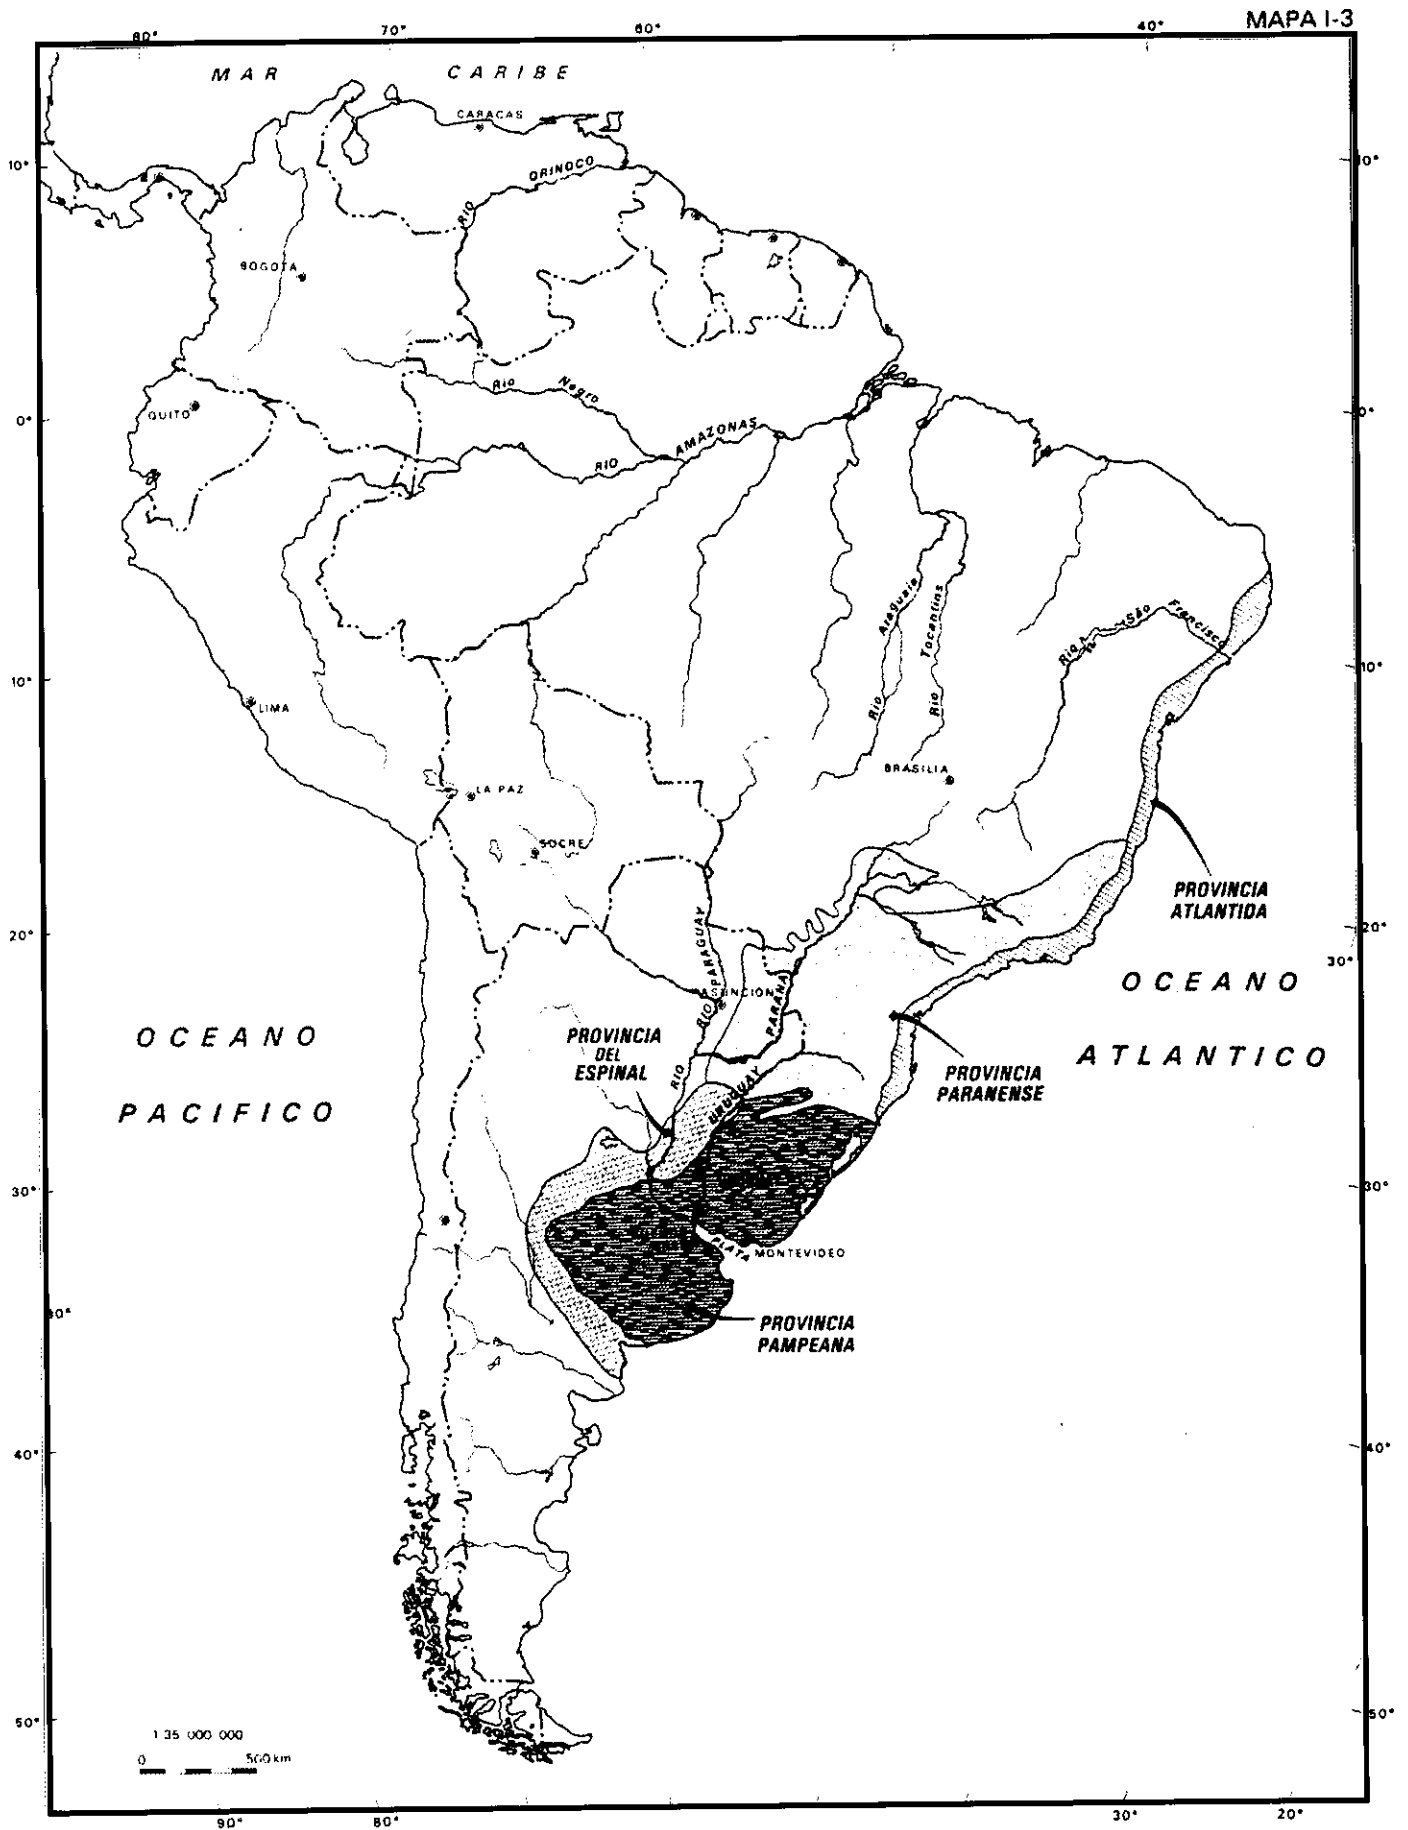 MAPA I-3
80° 70° 60° 40°
MAR CARIBE
CARACAS
10° 10°
RIO ORINOCO
BOGOTA
Rio Negro
QUITO
0° 0°
RIO AMAZONAS
Rio Araguaia
Rio Tocantins
Rio São Francisco
10° 10°
LIMA
BRASILIA
LA PAZ
SOCRE
PROVINCIA
ATLANTIDA
20° 20°
30°
RIO PARAGUAY
ASUNCION
PARANA
OCEANO
ATLANTICO
OCEANO
PACIFICO
PROVINCIA
DEL
ESPINAL
RIO
URUGUAY
PROVINCIA
PARANENSE
30° 30°
PLATA
MONTEVIDEO
PROVINCIA
PAMPEANA
40° 40°
50° 50°
1 35 000 000
0 500 km
90° 80° 30° 20°